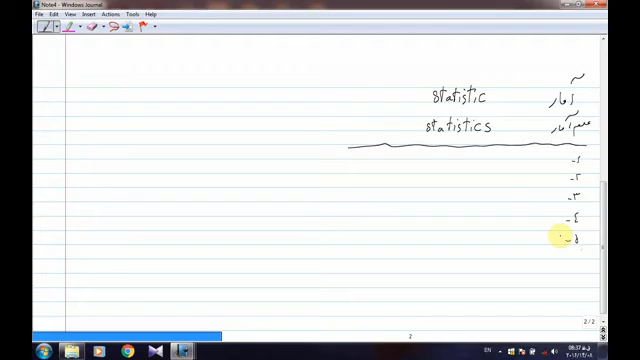 Note4 - Windows Journal
File Edit View Insert Actions Tools Help
statistic آمار
statistics علم آمار
-۱
-۲
-۳
-٤
-۵
2 / 2
2
EN